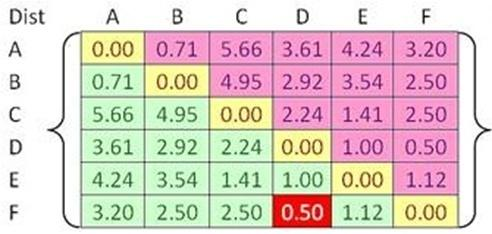 Dist A B C D E F
A 0.00 0.71 5.66 3.61 4.24 3.20
B 0.71 0.00 4.95 2.92 3.54 2.50
C 5.66 4.95 0.00 2.24 1.41 2.50
D 3.61 2.92 2.24 0.00 1.00 0.50
E 4.24 3.54 1.41 1.00 0.00 1.12
F 3.20 2.50 2.50 0.50 1.12 0.00